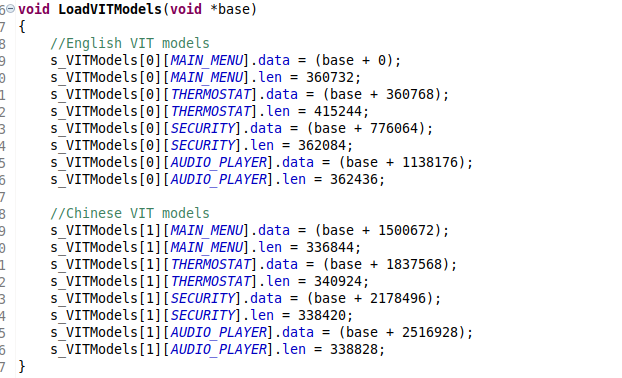 6 void LoadVITModels(void *base)
7 {
8     //English VIT models
9     s_VITModels[0][MAIN_MENU].data = (base + 0);
0     s_VITModels[0][MAIN_MENU].len = 360732;
1     s_VITModels[0][THERMOSTAT].data = (base + 360768);
2     s_VITModels[0][THERMOSTAT].len = 415244;
3     s_VITModels[0][SECURITY].data = (base + 776064);
4     s_VITModels[0][SECURITY].len = 362084;
5     s_VITModels[0][AUDIO_PLAYER].data = (base + 1138176);
6     s_VITModels[0][AUDIO_PLAYER].len = 362436;
7
8     //Chinese VIT models
9     s_VITModels[1][MAIN_MENU].data = (base + 1500672);
0     s_VITModels[1][MAIN_MENU].len = 336844;
1     s_VITModels[1][THERMOSTAT].data = (base + 1837568);
2     s_VITModels[1][THERMOSTAT].len = 340924;
3     s_VITModels[1][SECURITY].data = (base + 2178496);
4     s_VITModels[1][SECURITY].len = 338420;
5     s_VITModels[1][AUDIO_PLAYER].data = (base + 2516928);
6     s_VITModels[1][AUDIO_PLAYER].len = 338828;
7 }